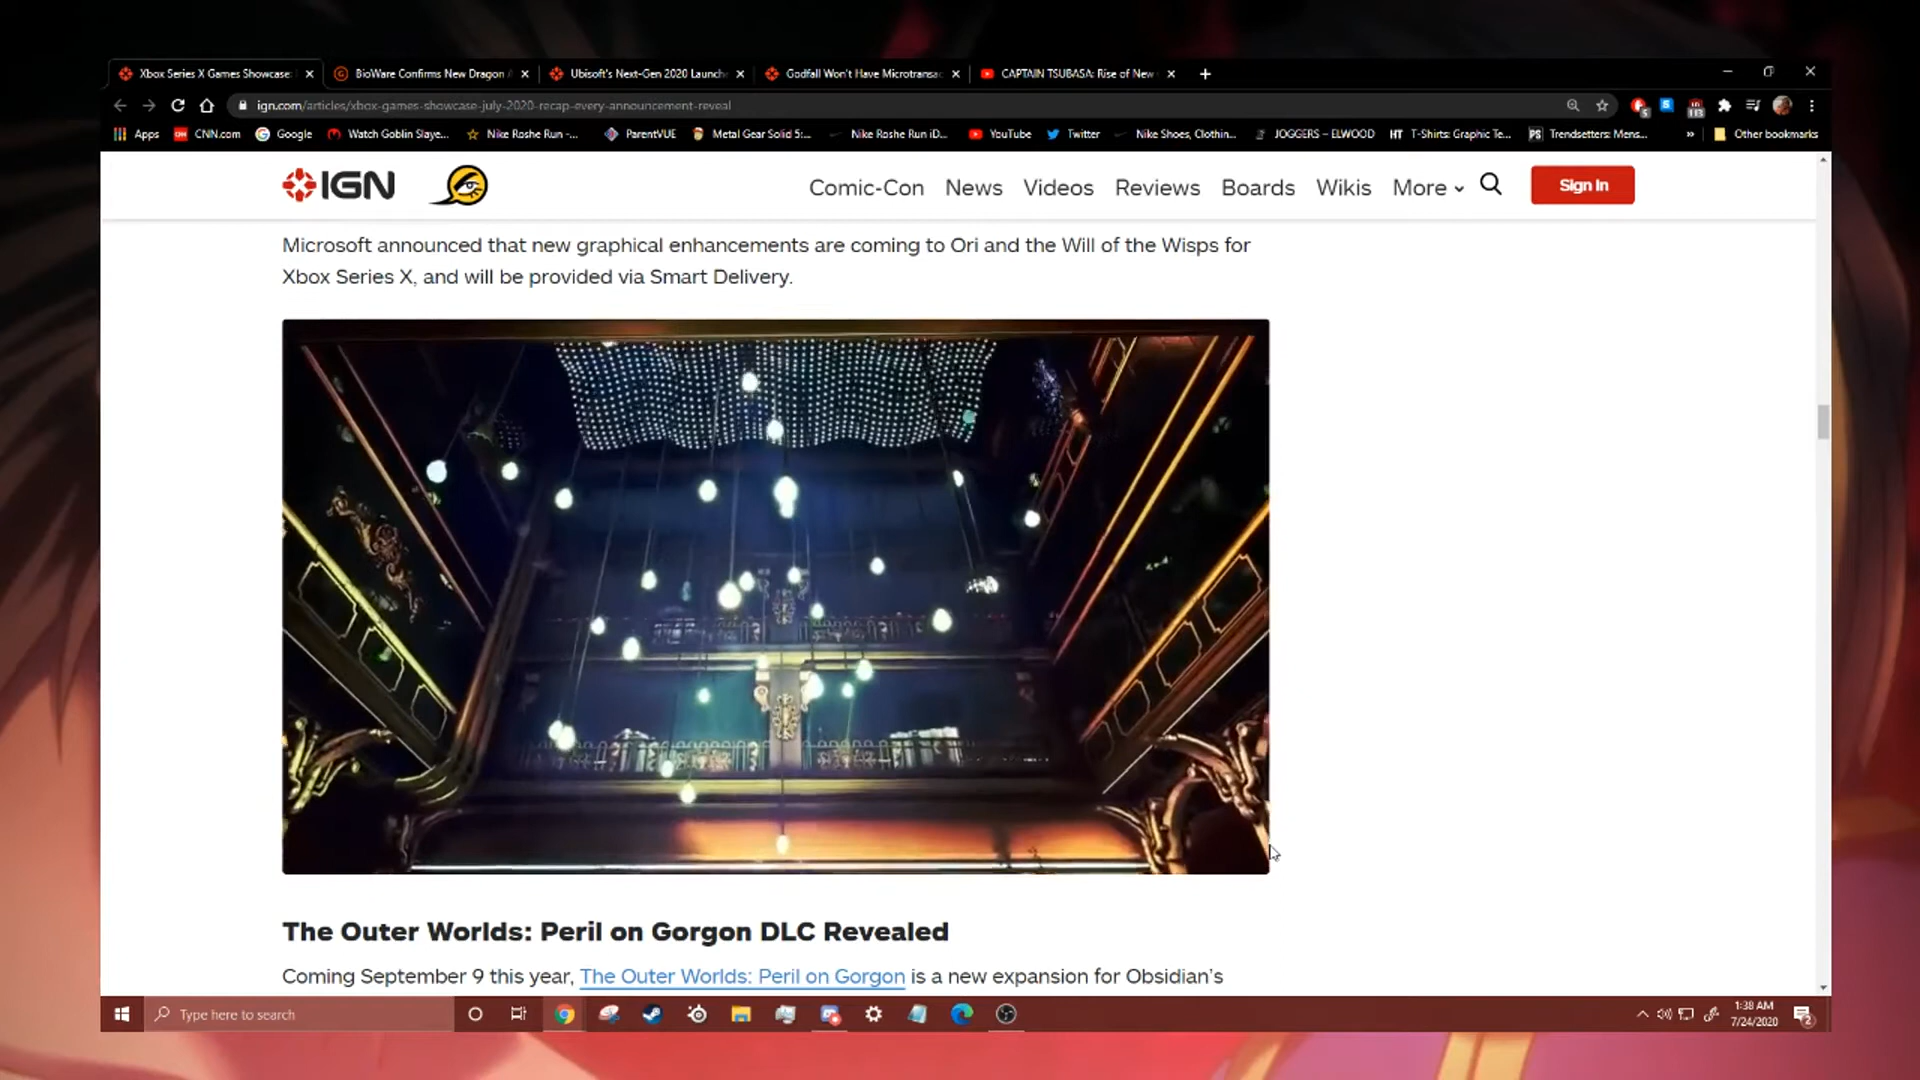 Xbox Series X Games Showcase:
BioWare Confirms New Dragon
Ubisoft's Next-Gen 2020 Launch
Godfall Won't Have Microtransac
CAPTAIN TSUBASA: Rise of New
ign.com/articles/xbox-games-showcase-july-2020-recap-every-announcement-reveal
Apps
CNN.com
Google
Watch Goblin Slaye...
Nike Roshe Run -...
ParentVUE
Metal Gear Solid 5:...
Nike Roshe Run iD...
YouTube
Twitter
Nike Shoes, Clothin...
JOGGERS – ELWOOD
HT T-Shirts: Graphic Te...
PS Trendsetters: Mens...
»
Other bookmarks
IGN
Comic-Con
News
Videos
Reviews
Boards
Wikis
More
Sign In
Microsoft announced that new graphical enhancements are coming to Ori and the Will of the Wisps for
Xbox Series X, and will be provided via Smart Delivery.
The Outer Worlds: Peril on Gorgon DLC Revealed
Coming September 9 this year, The Outer Worlds: Peril on Gorgon is a new expansion for Obsidian's
Type here to search
1:38 AM
7/24/2020
2